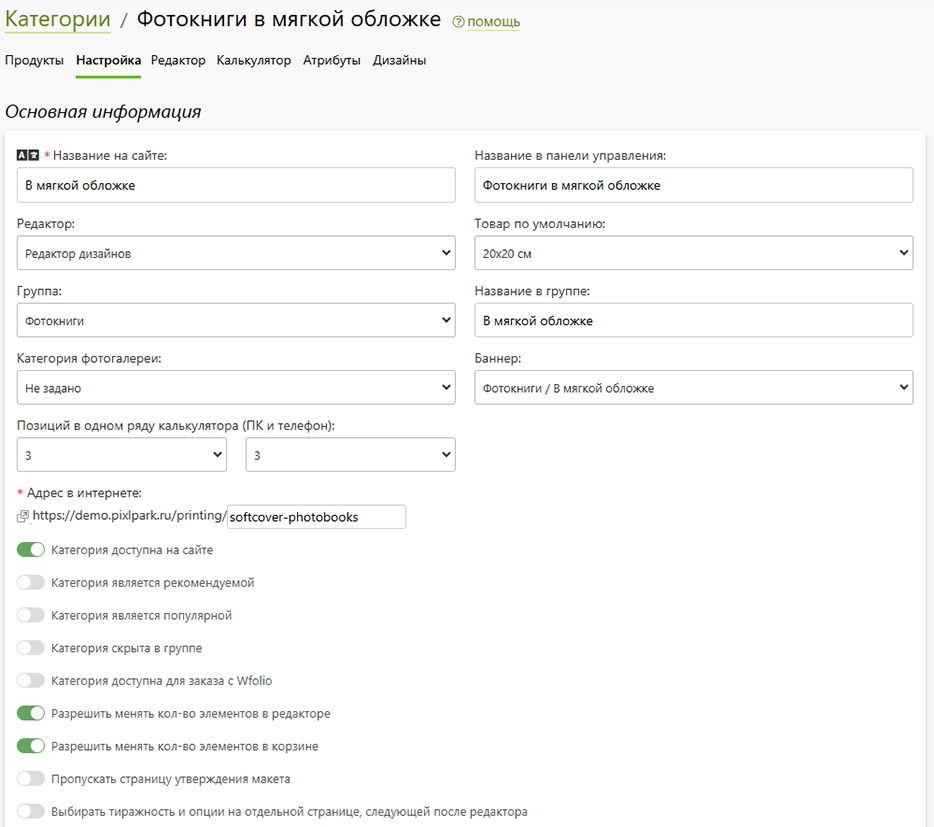 Категории / Фотокниги в мягкой обложке ? помощь
Продукты Настройка Редактор Калькулятор Атрибуты Дизайны
Основная информация
* Название на сайте: Название в панели управления:
В мягкой обложке Фотокниги в мягкой обложке
Редактор: Товар по умолчанию:
Редактор дизайнов 20x20 см
Группа: Название в группе:
Фотокниги В мягкой обложке
Категория фотогалереи: Баннер:
Не задано Фотокниги / В мягкой обложке
Позиций в одном ряду калькулятора (ПК и телефон):
3 3
* Адрес в интернете:
https://demo.pixlpark.ru/printing/ softcover-photobooks
Категория доступна на сайте
Категория является рекомендуемой
Категория является популярной
Категория скрыта в группе
Категория доступна для заказа с Wfolio
Разрешить менять кол-во элементов в редакторе
Разрешить менять кол-во элементов в корзине
Пропускать страницу утверждения макета
Выбирать тиражность и опции на отдельной странице, следующей после редактора